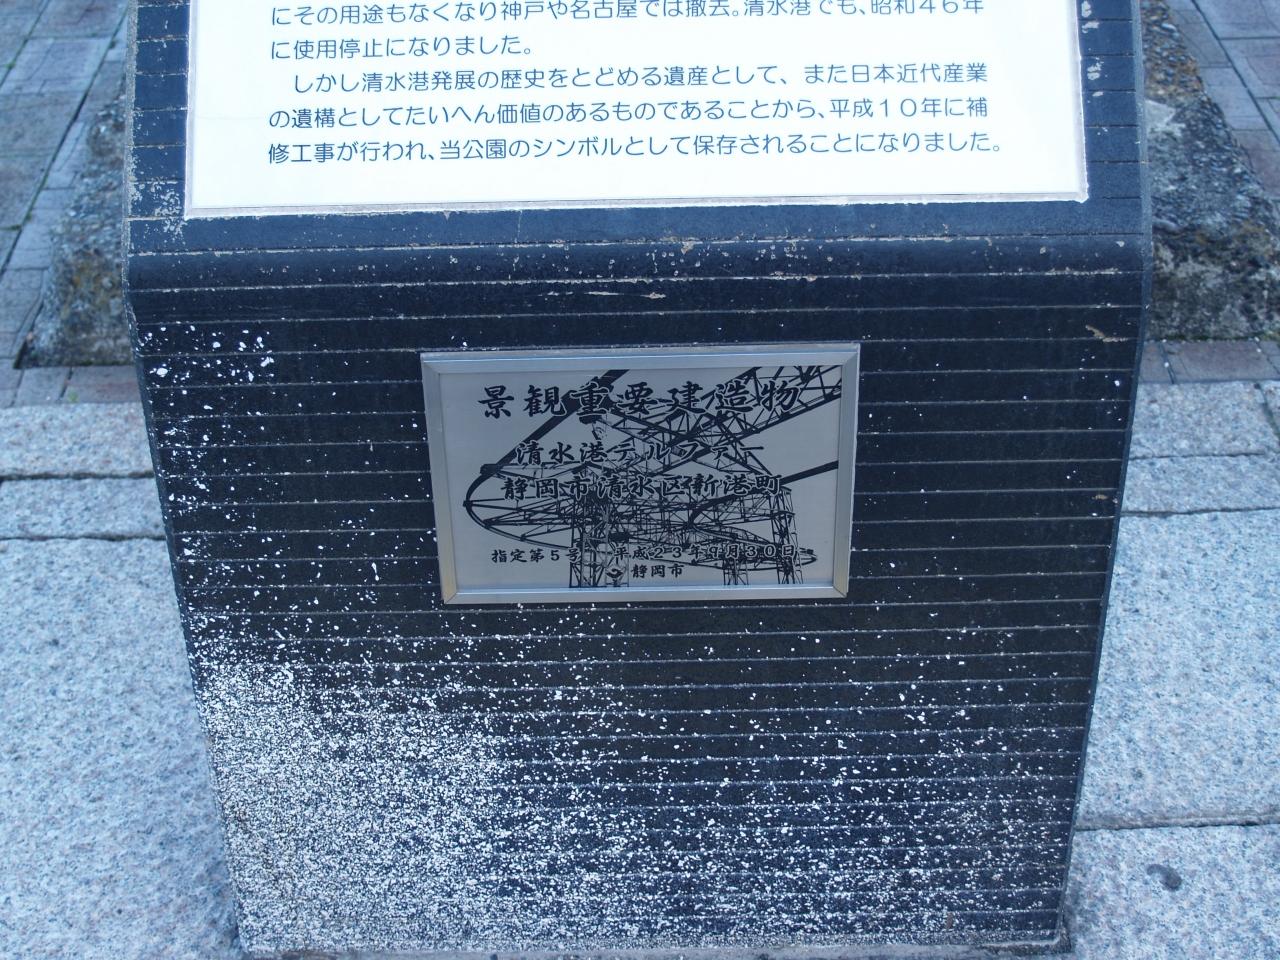 にその用途もなくなり神戸や名古屋では撤去。清水港でも、昭和46年
に使用停止になりました。
しかし清水港発展の歴史をとどめる遺産として、また日本近代産業
の遺構としてたいへん価値のあるものであることから、平成10年に補
修工事が行われ、当公園のシンボルとして保存されることになりました。
景観重要建造物
清水港テルファー
静岡市清水区新港町
指定第5号 平成23年9月30日
静岡市